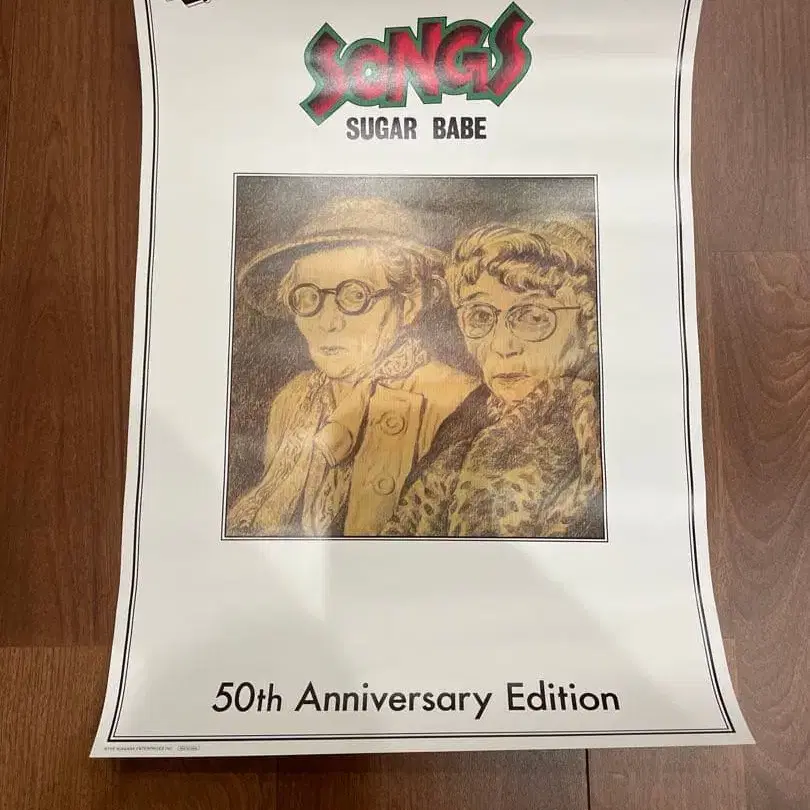 SONGS
SUGAR BABE
50th Anniversary Edition